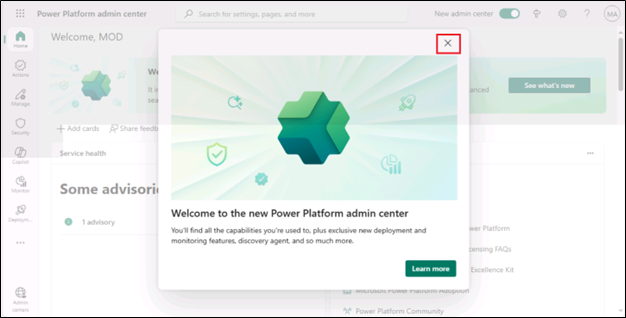 Power Platform admin center
Search for settings, pages, and more
New admin center
MA
Home
Welcome, MOD
Actions
We
It
sea
anced
See what's new
Manage
Security
Add cards
Share feedb
Service health
Copilot
Some advisorie
Monitor
1 advisory
Deploym...
Welcome to the new Power Platform admin center
You'll find all the capabilities you're used to, plus exclusive new deployment and
monitoring features, discovery agent, and so much more.
Learn more
Power Platform
ensing FAQs
Excellence Kit
Microsoft Power Platform Adoption
Power Platform Community
Admin
centers